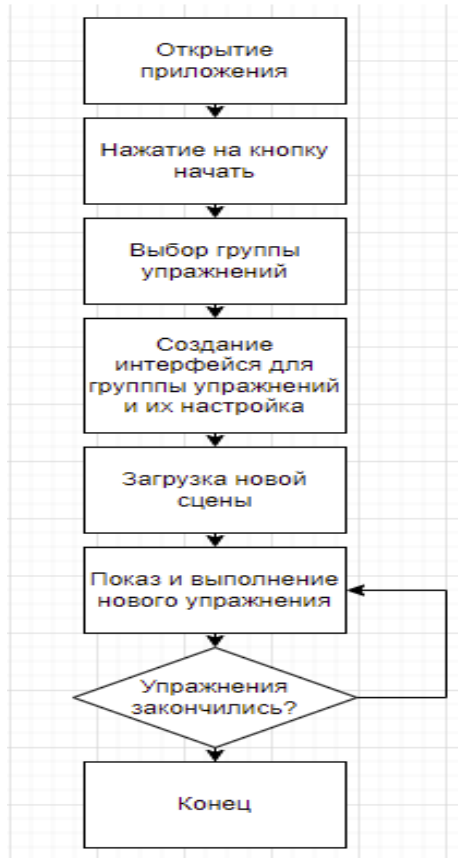 Открытие
приложения
Нажатие на кнопку
начать
Выбор группы
упражнений
Создание
интерфейся для
групппы упражнений
и их настройка
Загрузка новой
сцены
Показ и выполнение
нового упражнения
Упражнения
закончились?
Конец